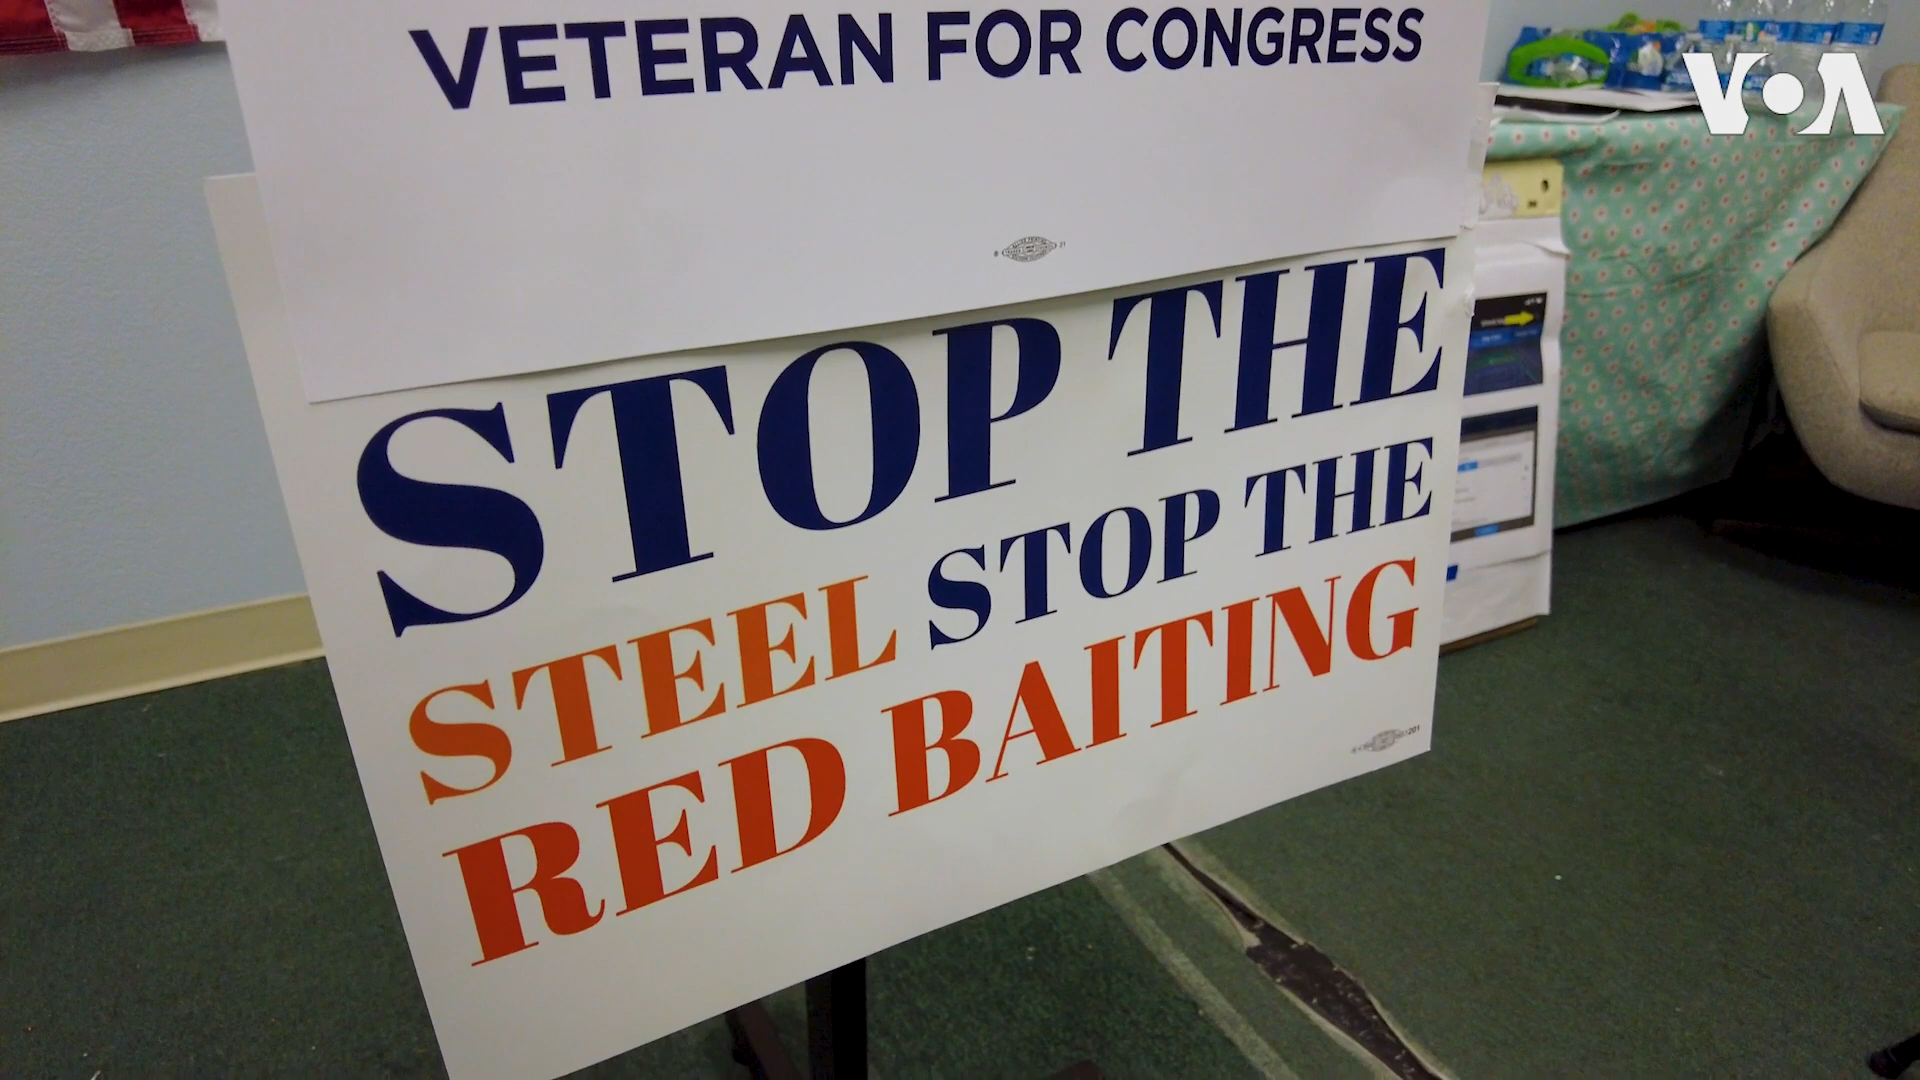 VETERAN FOR CONGRESS
VOA
STOP THE
STEEL STOP THE
RED BAITING